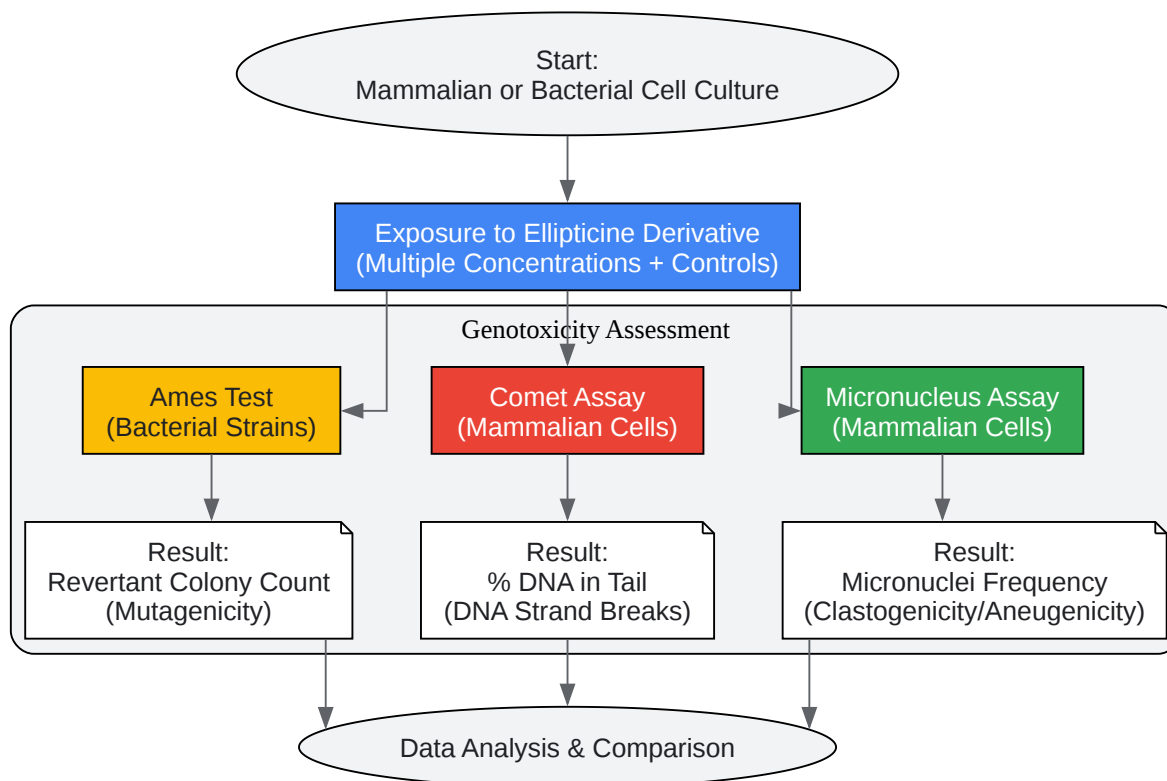 Start:
Mammalian or Bacterial Cell Culture
Exposure to Ellipticine Derivative
(Multiple Concentrations + Controls)
Genotoxicity Assessment
Ames Test
(Bacterial Strains)
Comet Assay
(Mammalian Cells)
Micronucleus Assay
(Mammalian Cells)
Result:
Revertant Colony Count
(Mutagenicity)
Result:
% DNA in Tail
(DNA Strand Breaks)
Result:
Micronuclei Frequency
(Clastogenicity/Aneugenicity)
Data Analysis & Comparison